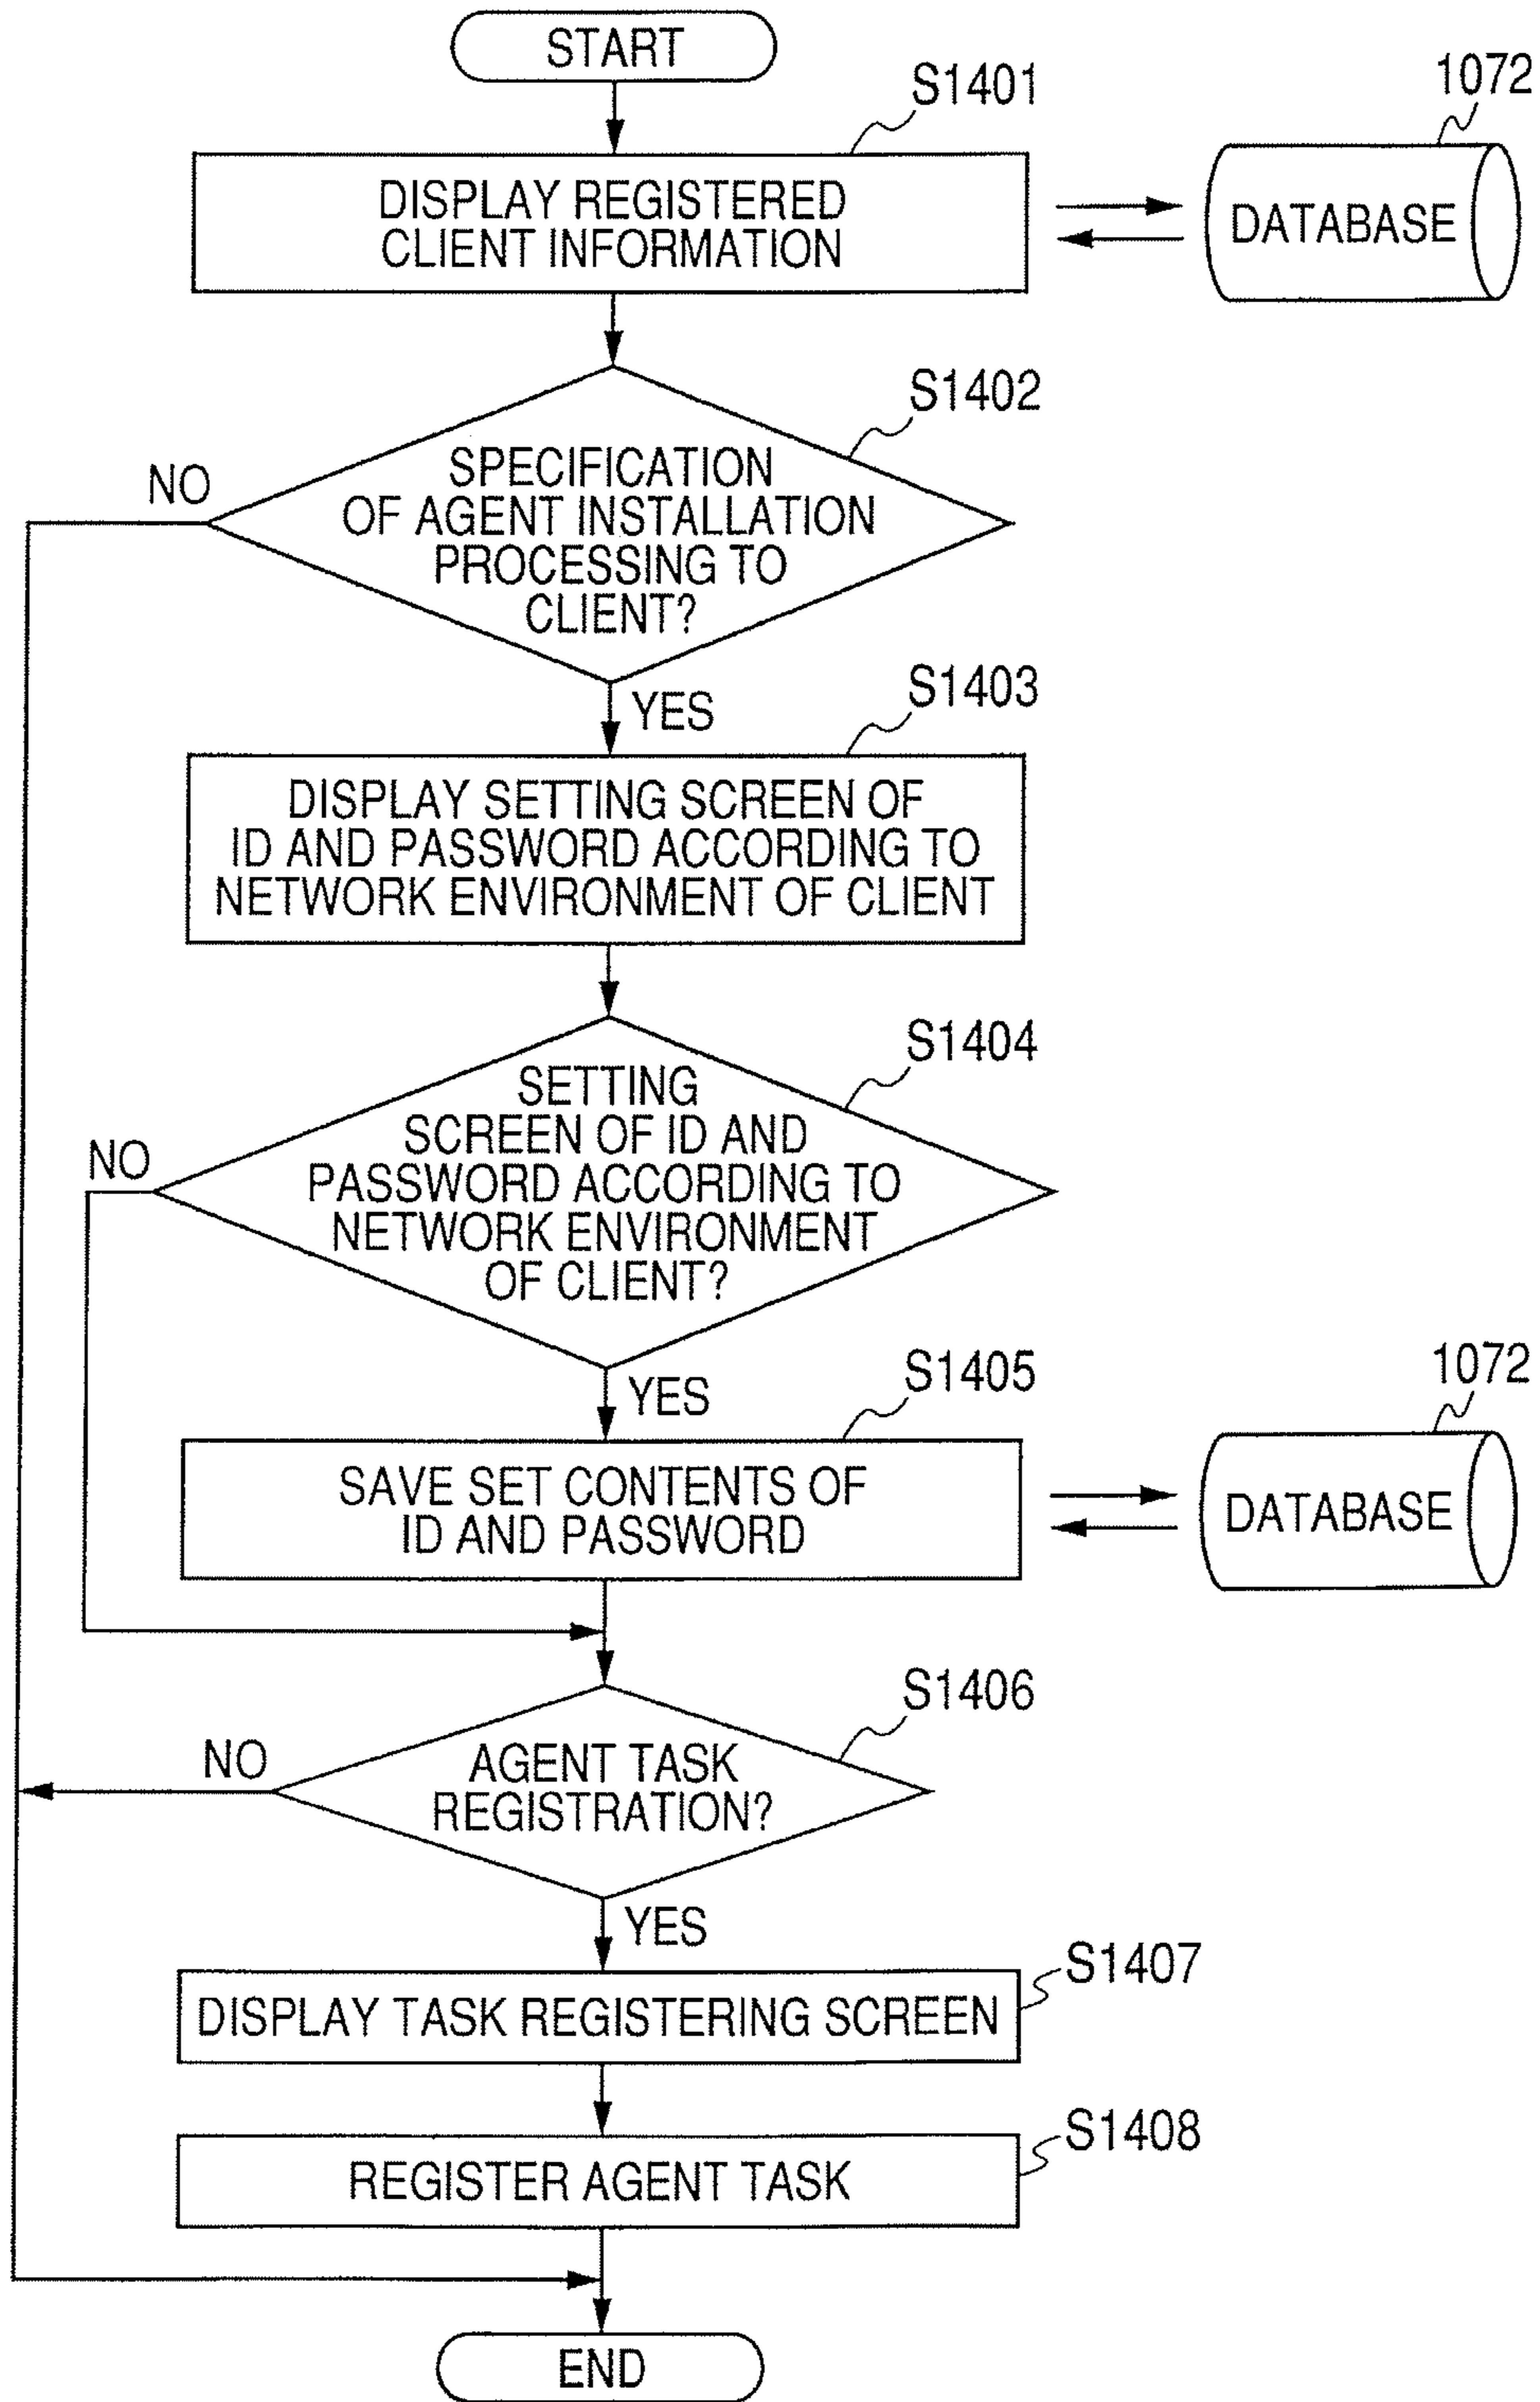 START
S1401
1072
DISPLAY REGISTERED
CLIENT INFORMATION
DATABASE
S1402
NO
SPECIFICATION
OF AGENT INSTALLATION
PROCESSING TO
CLIENT?
YES
S1403
DISPLAY SETTING SCREEN OF
ID AND PASSWORD ACCORDING TO
NETWORK ENVIRONMENT OF CLIENT
S1404
NO
SETTING
SCREEN OF ID AND
PASSWORD ACCORDING TO
NETWORK ENVIRONMENT
OF CLIENT?
YES
S1405
1072
SAVE SET CONTENTS OF
ID AND PASSWORD
DATABASE
S1406
NO
AGENT TASK
REGISTRATION?
YES
S1407
DISPLAY TASK REGISTERING SCREEN
S1408
REGISTER AGENT TASK
END